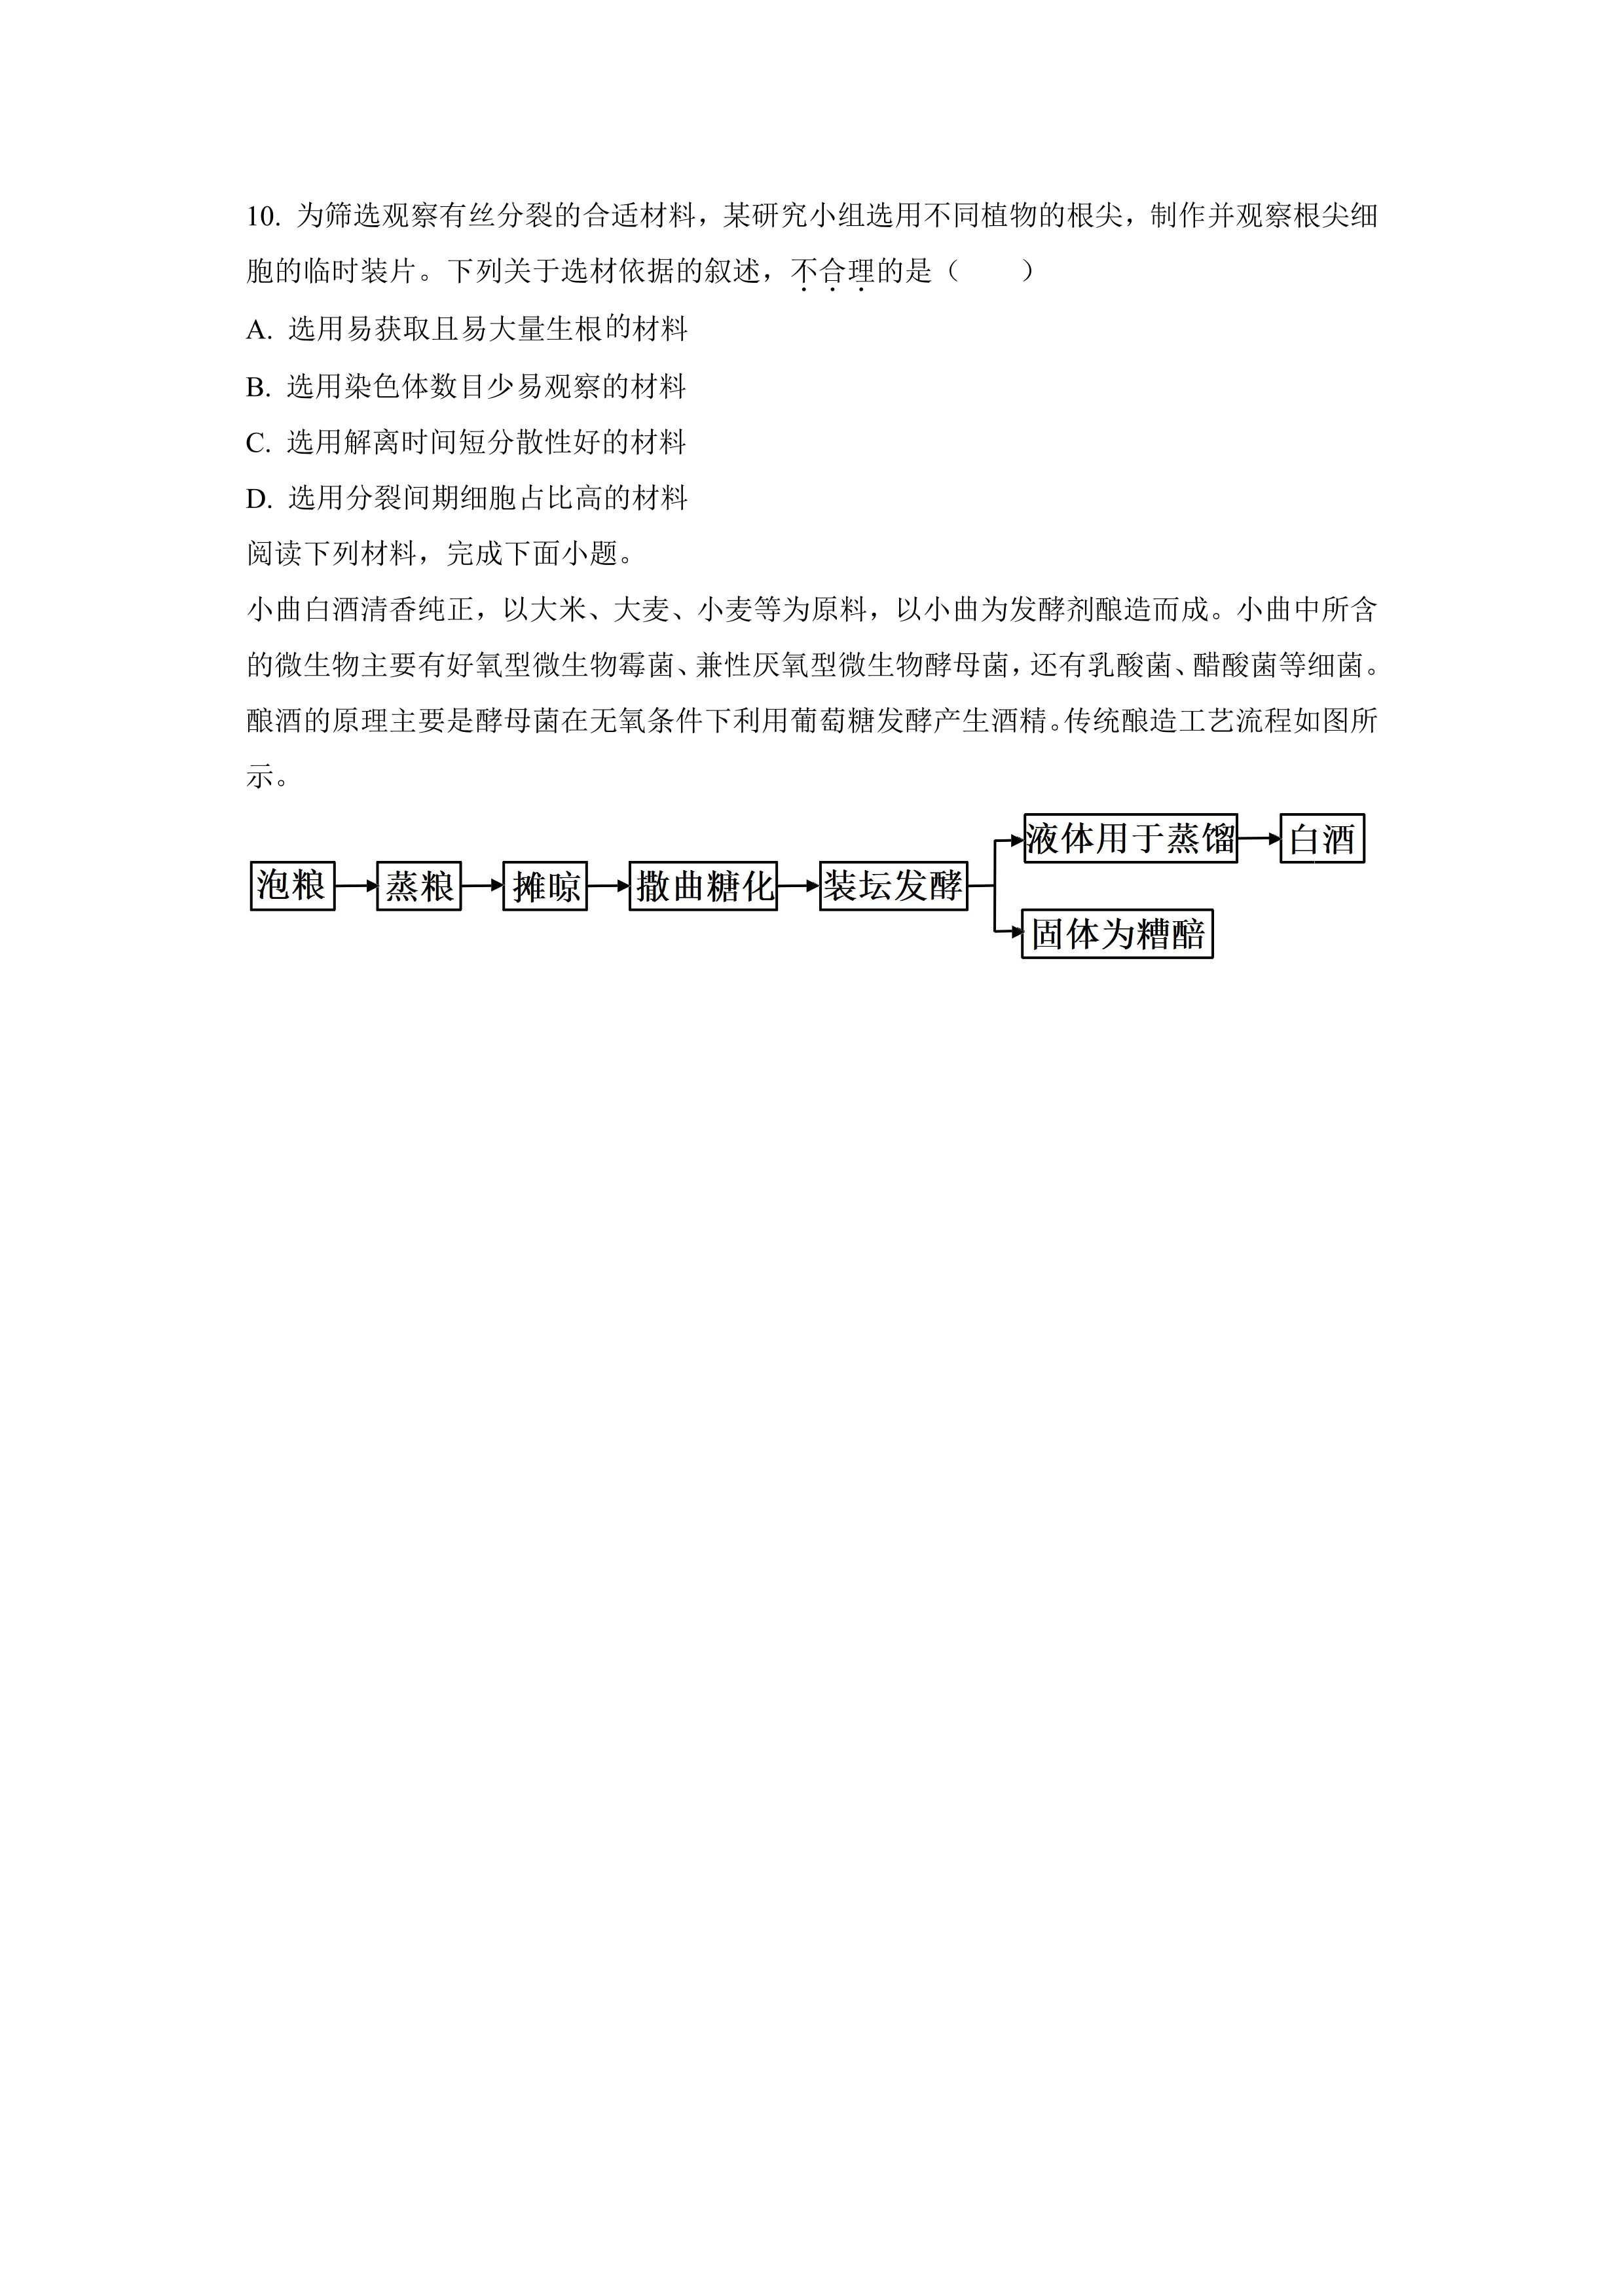 10. 为筛选观察有丝分裂的合适材料，某研究小组选用不同植物的根尖，制作并观察根尖细
胞的临时装片。下列关于选材依据的叙述，不合理的是（　　）
A. 选用易获取且易大量生根的材料
B. 选用染色体数目少易观察的材料
C. 选用解离时间短分散性好的材料
D. 选用分裂间期细胞占比高的材料
阅读下列材料，完成下面小题。
小曲白酒清香纯正，以大米、大麦、小麦等为原料，以小曲为发酵剂酿造而成。小曲中所含
的微生物主要有好氧型微生物霉菌、兼性厌氧型微生物酵母菌，还有乳酸菌、醋酸菌等细菌。
酿酒的原理主要是酵母菌在无氧条件下利用葡萄糖发酵产生酒精。传统酿造工艺流程如图所
示。
泡粮
蒸粮
摊晾
撒曲糖化
装坛发酵
液体用于蒸馏
白酒
固体为糟醅